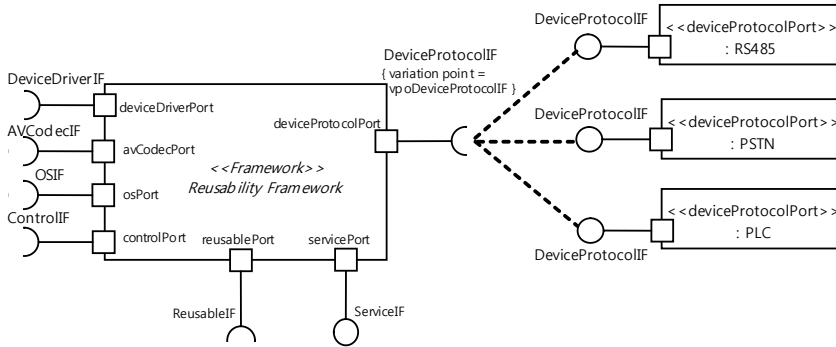 DeviceProtocolIF
<<deviceProtocolPort>>
: RS485
DeviceProtocolIF
{ variation point =
vpoDeviceProtocolIF }
DeviceDriverIF
deviceDriverPort
DeviceProtocolIF
<<deviceProtocolPort>>
: PSTN
deviceProtocolPort
AVCodecIF
avCodecPort
<<Framework>>
Reusability Framework
OSIF
osPort
ControlIF
controlPort
reusablePort
servicePort
<<deviceProtocolPort>>
: PLC
DeviceProtocolIF
ReusableIF
ServiceIF